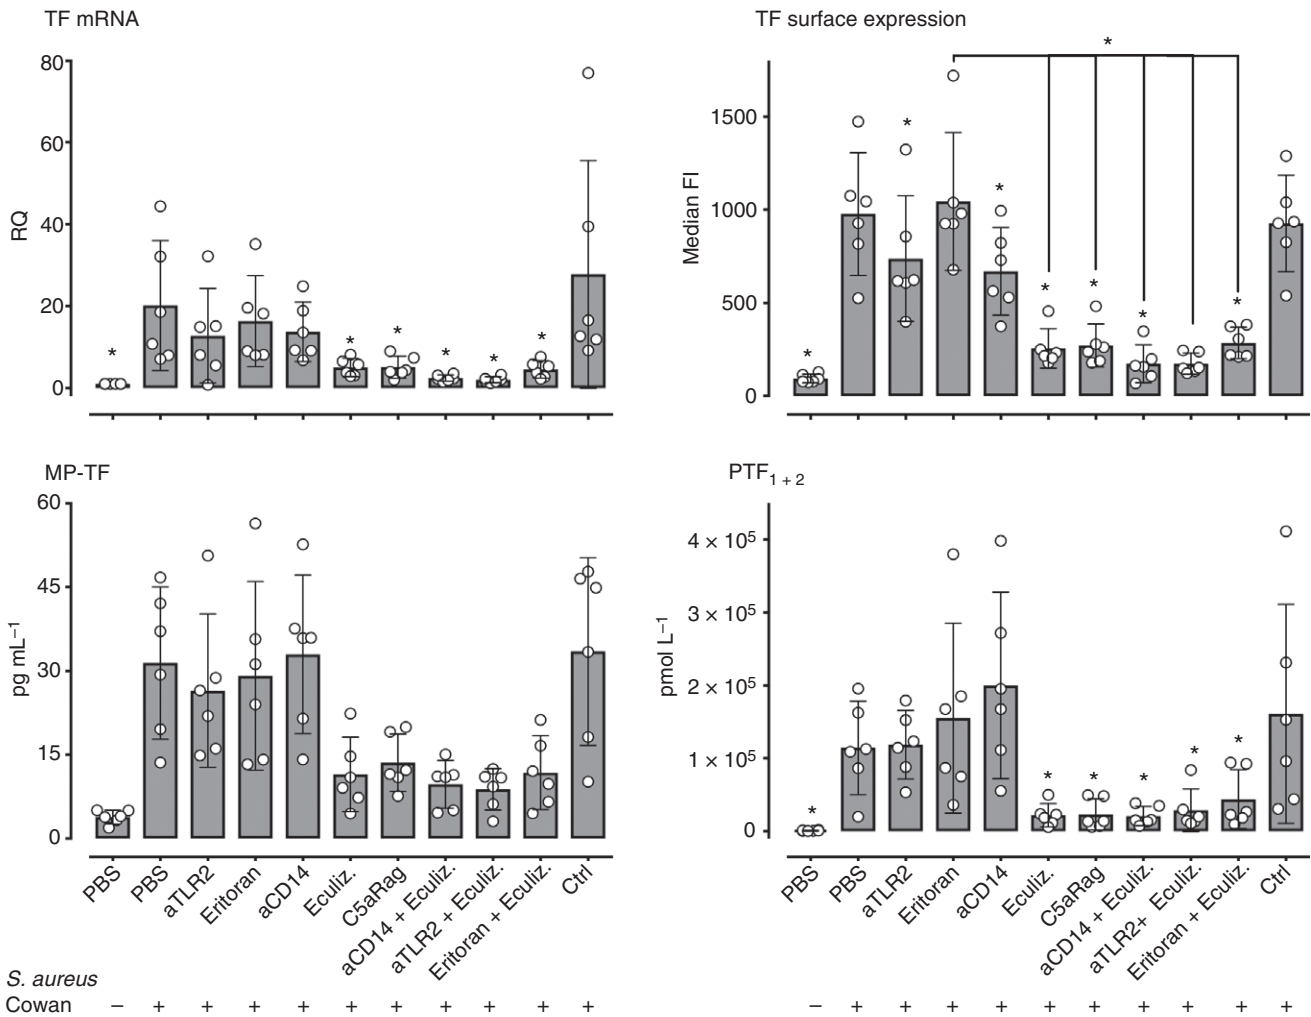 TF mRNA
80
60
40
20
0
RQ
*
*
*
*
*
*
TF surface expression
*
1500
1000
500
0
Median FI
*
*
*
*
*
*
*
MP-TF
60
45
30
15
0
pg mL−1
PTF1 + 2
4 × 105
3 × 105
2 × 105
1 × 105
0
pmol L−1
*
*
*
*
*
*
PBS
PBS
aTLR2
Eritoran
aCD14
Eculiz.
C5aRag
aCD14 + Eculiz.
aTLR2 + Eculiz.
Eritoran + Eculiz.
Ctrl
PBS
PBS
aTLR2
Eritoran
aCD14
Eculiz.
C5aRag
aCD14 + Eculiz.
aTLR2+ Eculiz.
Eritoran + Eculiz.
Ctrl
S. aureus
Cowan − + + + + + + + + + + − + + + + + + + + + +